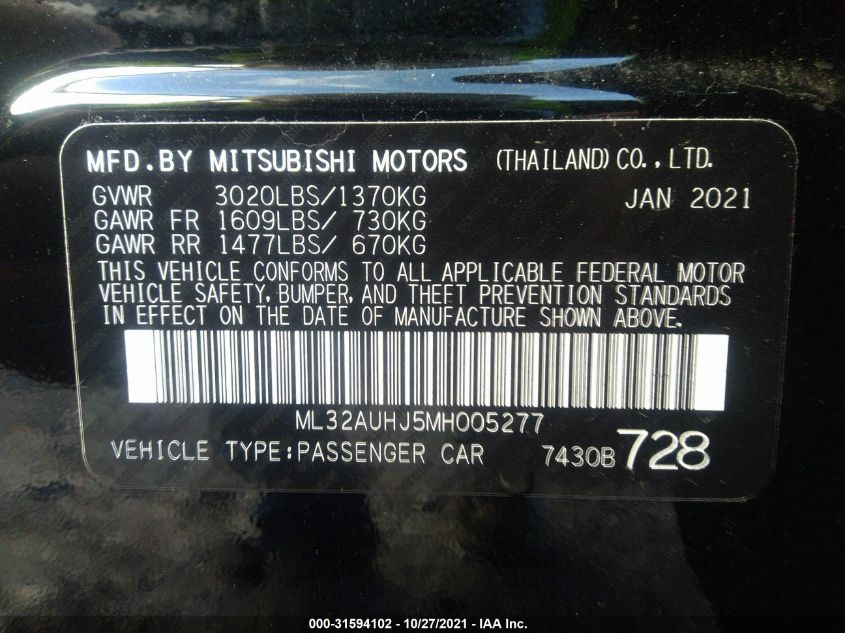 MFD.BY MITSUBISHI MOTORS (THAILAND) CO., LTD.
GVWR 3020LBS/1370KG JAN 2021
GAWR FR 1609LBS/ 730KG
GAWR RR 1477LBS/ 670KG
THIS VEHICLE CONFORMS TO ALL APPLICABLE FEDERAL MOTOR
VEHICLE SAFETY, BUMPER, AND THEFT PREVENTION STANDARDS
IN EFFECT ON THE DATE OF MANUFACTURE SHOWN ABOVE.
ML32AUHJ5MH005277
VEHICLE TYPE:PASSENGER CAR 7430B 728
000-31594102 - 10/27/2021 - IAA Inc.